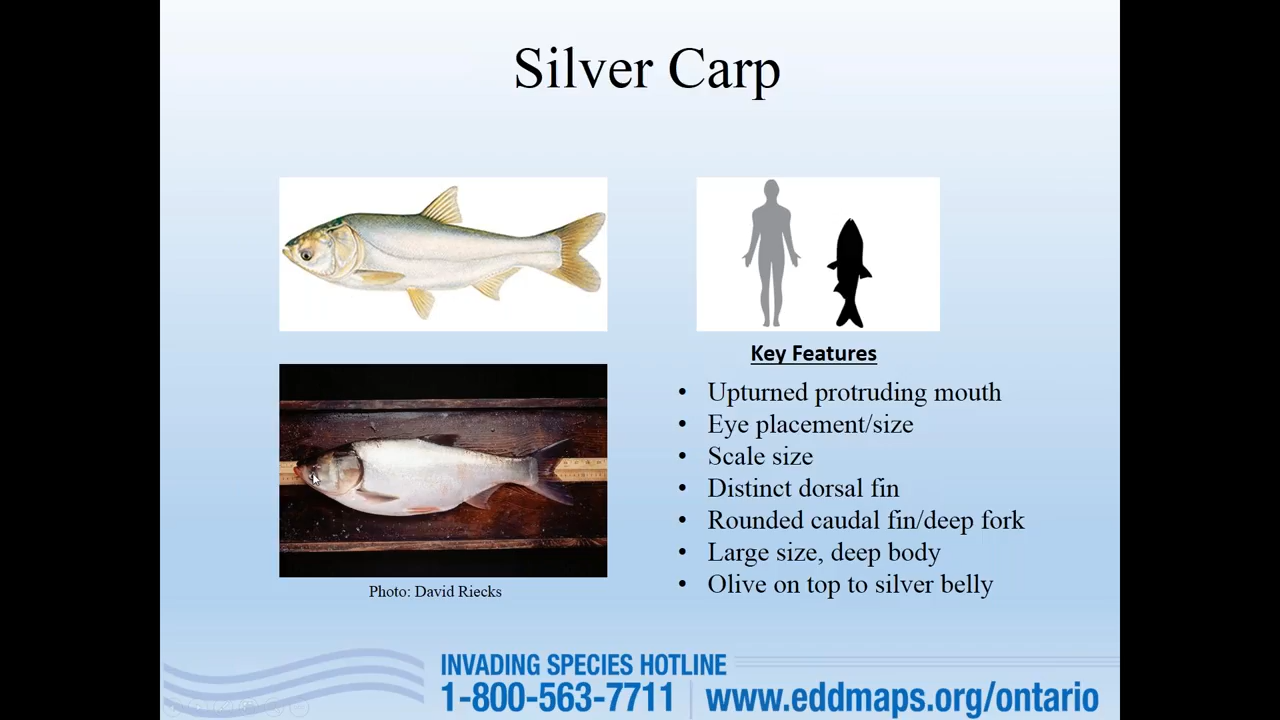 Silver Carp
Key Features
• Upturned protruding mouth
• Eye placement/size
• Scale size
• Distinct dorsal fin
• Rounded caudal fin/deep fork
• Large size, deep body
• Olive on top to silver belly
Photo: David Riecks
INVADING SPECIES HOTLINE
1-800-563-7711 | www.eddmaps.org/ontario